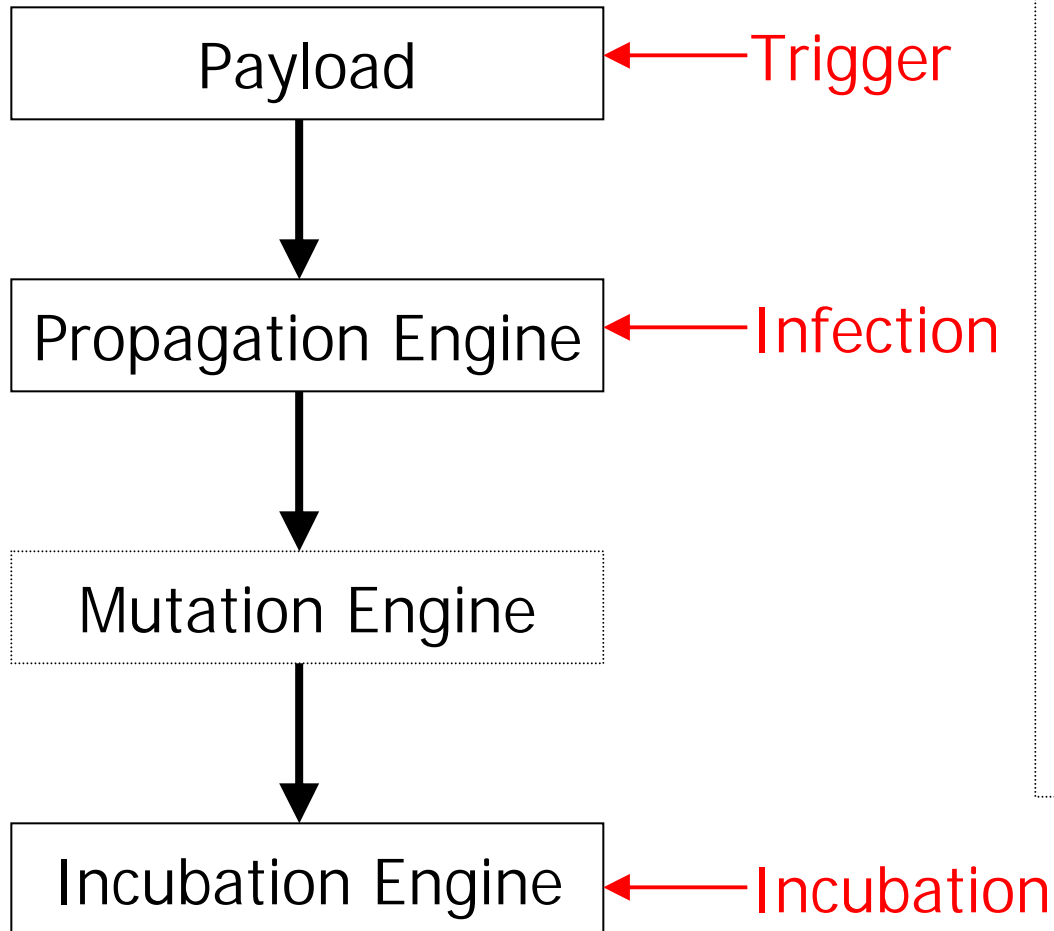 Payload
Trigger
Propagation Engine
Infection
Mutation Engine
Incubation Engine
Incubation